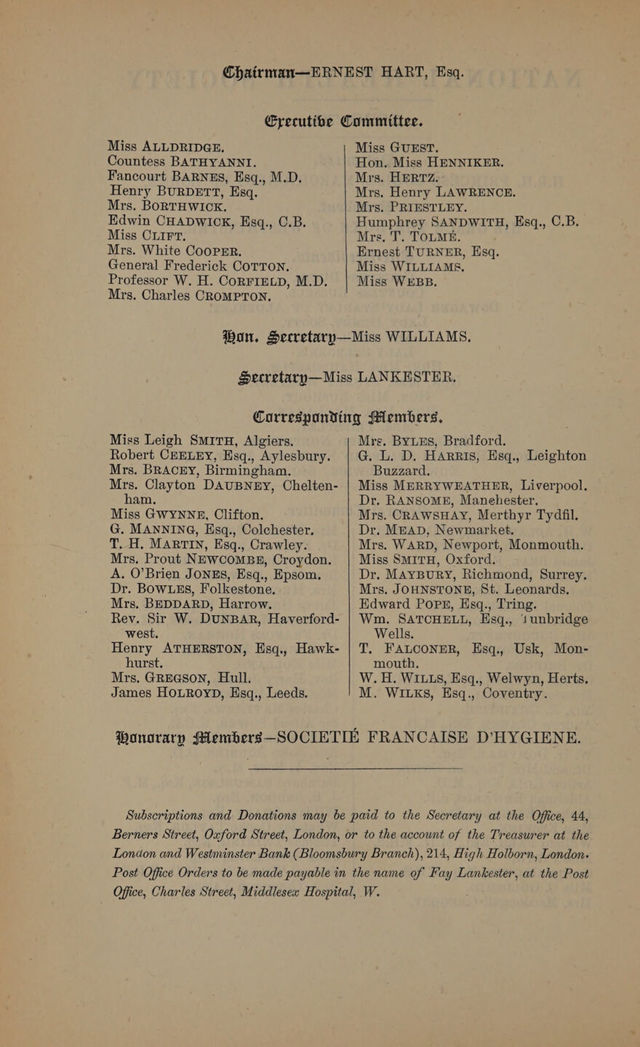 Chairman—ERNEST HART, Esq.
Executive Committee.
Miss ALLDRIDGE.
Countess BATHYANNI.
Fancourt BARNES, Esq., M.D.
Henry BURDETT, Esq.
Mrs. BORTHWICK.
Edwin CHADWICK, Esq., C.B.
Miss CLIFT.
Mrs. White COOPER.
General Frederick COTTON.
Professor W. H. CORFIELD, M.D.
Mrs. Charles CROMPTON.
Miss GUEST.
Hon. Miss HENNIKER.
Mrs. HERTZ.
Mrs. Henry LAWRENCE.
Mrs. PRIESTLEY.
Humphrey SANDWITH, Esq., C.B.
Mrs. T. TOLMÉ.
Ernest TURNER, Esq.
Miss WILLIAMS.
Miss WEBB.
Hon. Secretary—Miss WILLIAMS.
Secretary—Miss LANKESTER.
Corresponding Members.
Miss Leigh SMITH, Algiers.
Robert CEELEY, Esq., Aylesbury.
Mrs. BRACEY, Birmingham.
Mrs. Clayton DAUBNEY, Chelten-
ham.
Miss GWYNNE, Clifton.
G. MANNING, Esq., Colchester.
T. H. MARTIN, Esq., Crawley.
Mrs. Prout NEWCOMBE, Croydon.
A. O'Brien JONES, Esq., Epsom.
Dr. BOWLES, Folkestone.
Mrs. BEDDARD, Harrow.
Rev. Sir W. DUNBAR, Haverford-
west.
Henry ATHERSTON, Esq., Hawk-
hurst.
Mrs. GREGSON, Hull.
James HOLROYD, Esq., Leeds.
Mrs. BYLES, Bradford.
G. L. D. HARRIS, Esq., Leighton
Buzzard.
Miss MERRYWEATHER, Liverpool.
Dr. RANSOME, Manchester.
Mrs. CRAWSHAY, Merthyr Tydfil.
Dr. MEAD, Newmarket.
Mrs. WARD, Newport, Monmouth.
Miss SMITH, Oxford.
Dr. MAYBURY, Richmond, Surrey.
Mrs. JOHNSTONE, St. Leonards.
Edward POPE, Esq., Tring.
Wm. SATCHELL, Esq., Tunbridge
Wells.
T. FALCONER, Esq., Usk, Mon-
mouth.
W. H. WILLS, Esq., Welwyn, Herts.
M. WILKS, Esq., Coventry.
Honorary Members—SOCIETIÉ FRANCAISE D'HYGIENE.
Subscriptions and Donations may be paid to the Secretary at the Office, 44,
Berners Street, Oxford Street, London, or to the account of the Treasurer at the
London and Westminster Bank (Bloomsbury Branch), 214, High Holborn, London.
Post Office Orders to be made payable in the name of Fay Lankester, at the Post
Office, Charles Street, Middlesex Hospital, W.